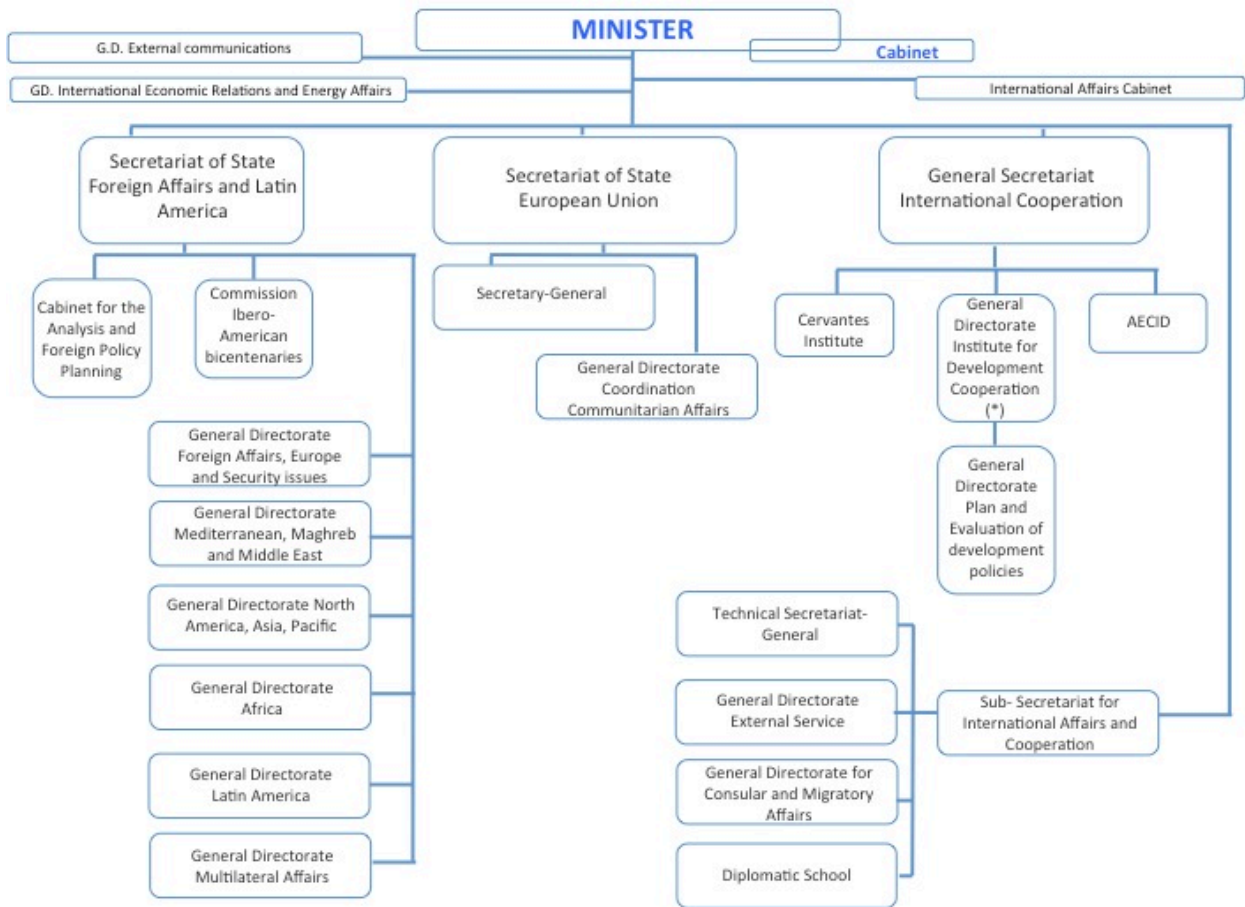 MINISTER
G.D. External communications
Cabinet
GD. International Economic Relations and Energy Affairs
International Affairs Cabinet
Secretariat of State
Foreign Affairs and Latin
America
Secretariat of State
European Union
General Secretariat
International Cooperation
Cabinet for the
Analysis and
Foreign Policy
Planning
Commission
Ibero-
American
bicentenaries
Secretary-General
General Directorate
Coordination
Communitarian Affairs
Cervantes
Institute
General
Directorate
Institute for
Development
Cooperation
(*)
AECID
General
Directorate
Plan and
Evaluation of
development
policies
General Directorate
Foreign Affairs, Europe
and Security issues
General Directorate
Mediterranean, Maghreb
and Middle East
General Directorate North
America, Asia, Pacific
General Directorate
Africa
General Directorate
Latin America
General Directorate
Multilateral Affairs
Technical Secretariat-
General
General Directorate
External Service
General Directorate for
Consular and Migratory
Affairs
Diplomatic School
Sub- Secretariat for
International Affairs and
Cooperation